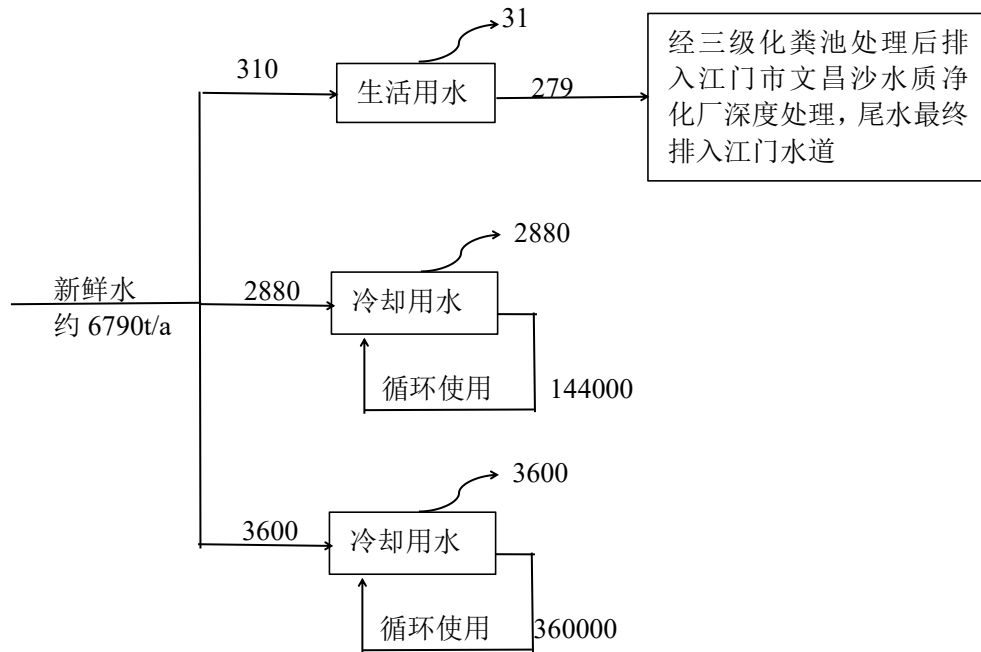 31
310
生活用水
279
经三级化粪池处理后排
入江门市文昌沙水质净
化厂深度处理，尾水最终
排入江门水道
2880
新鲜水
约 6790t/a
2880
冷却用水
循环使用
144000
3600
3600
冷却用水
循环使用
360000